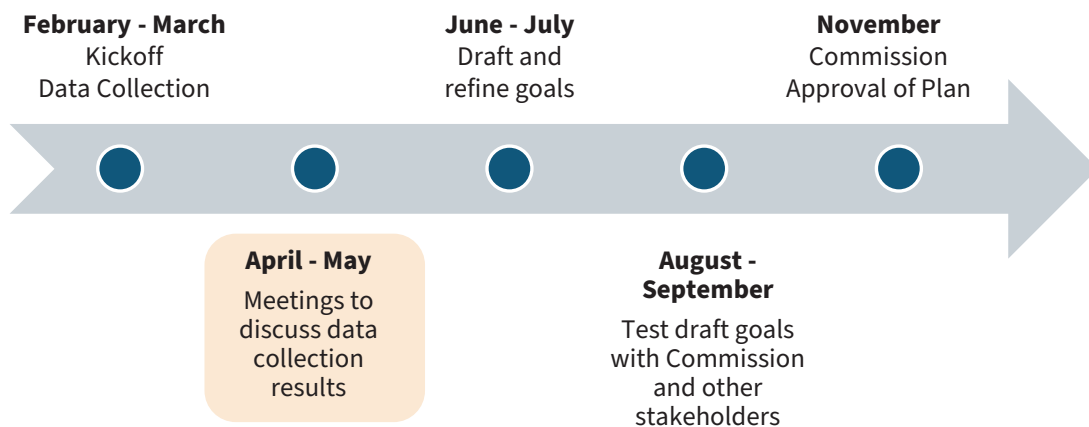 February - March
Kickoff
Data Collection
June - July
Draft and
refine goals
November
Commission
Approval of Plan
April - May
Meetings to
discuss data
collection
results
August -
September
Test draft goals
with Commission
and other
stakeholders